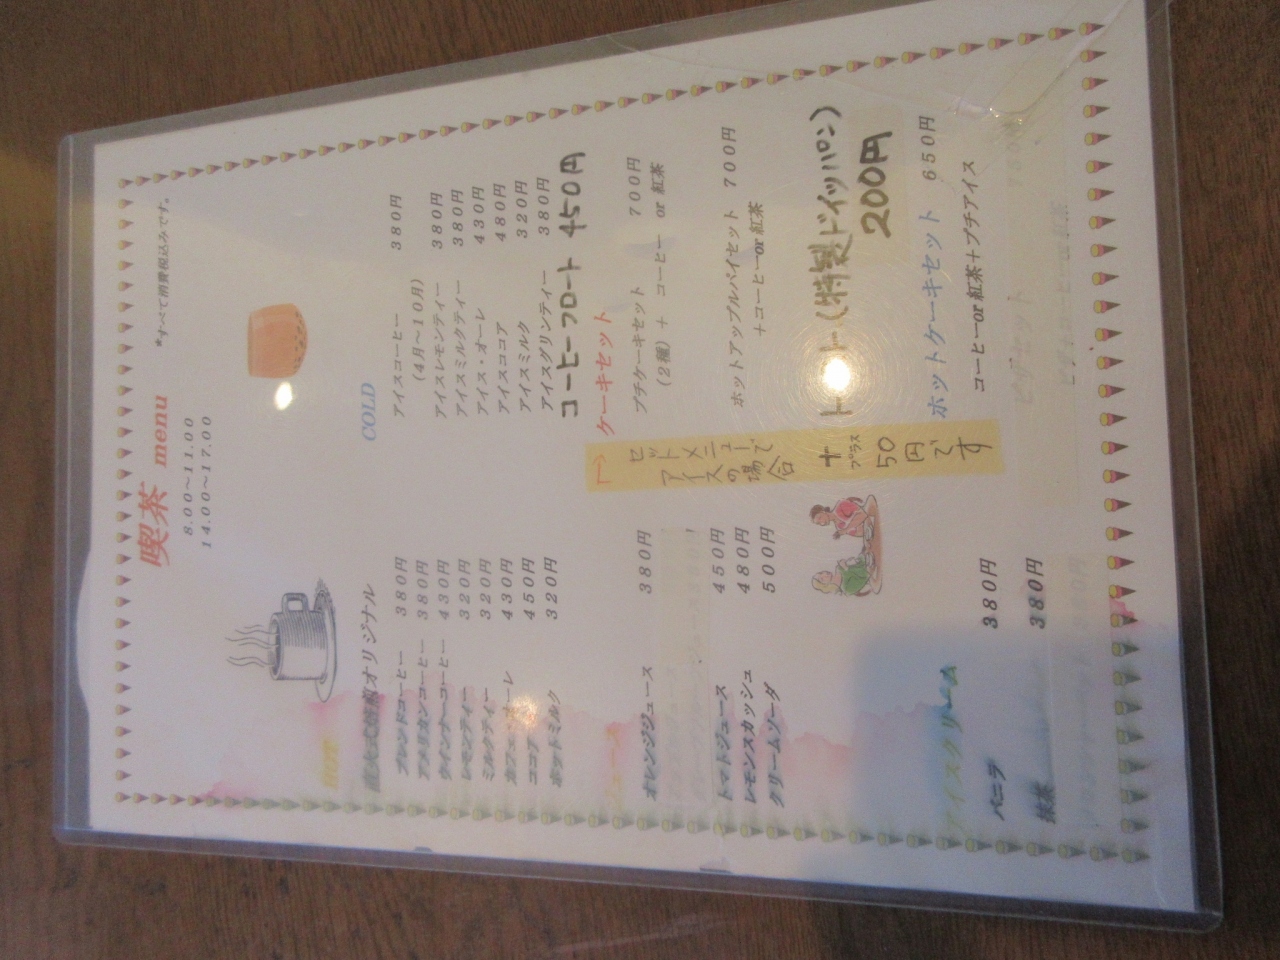 喫茶 menu
8.00～11.00
14.00～17.00
*すべて消費税込みです。
HOT
直火式焙煎オリジナル
ブレンドコーヒー 380円
アメリカンコーヒー 380円
ウインナーコーヒー 430円
レモンティー 320円
ミルクティー 320円
カフェ・オーレ 430円
ココア 450円
ホットミルク 320円
ジュース
オレンジジュース 380円
トマトジュース 450円
レモンスカッシュ 480円
クリームソーダ 500円
アイスクリーム
バニラ 380円
抹茶 380円
COLD
アイスコーヒー 380円
(4月～10月)
アイスレモンティー 380円
アイスミルクティー 380円
アイス・オーレ 430円
アイスココア 480円
アイスミルク 320円
アイスグリンティー 380円
コーヒーフロート 450円
ケーキセット
プチケーキセット 700円
(2種) + コーヒー or 紅茶
ホットアップルパイセット 700円
+コーヒーor 紅茶
トースト(特製ドイツパン)
200円
ホットケーキセット 650円
コーヒーor 紅茶+プチアイス
セットメニューで
アイスの場合
+
プラス
50円です